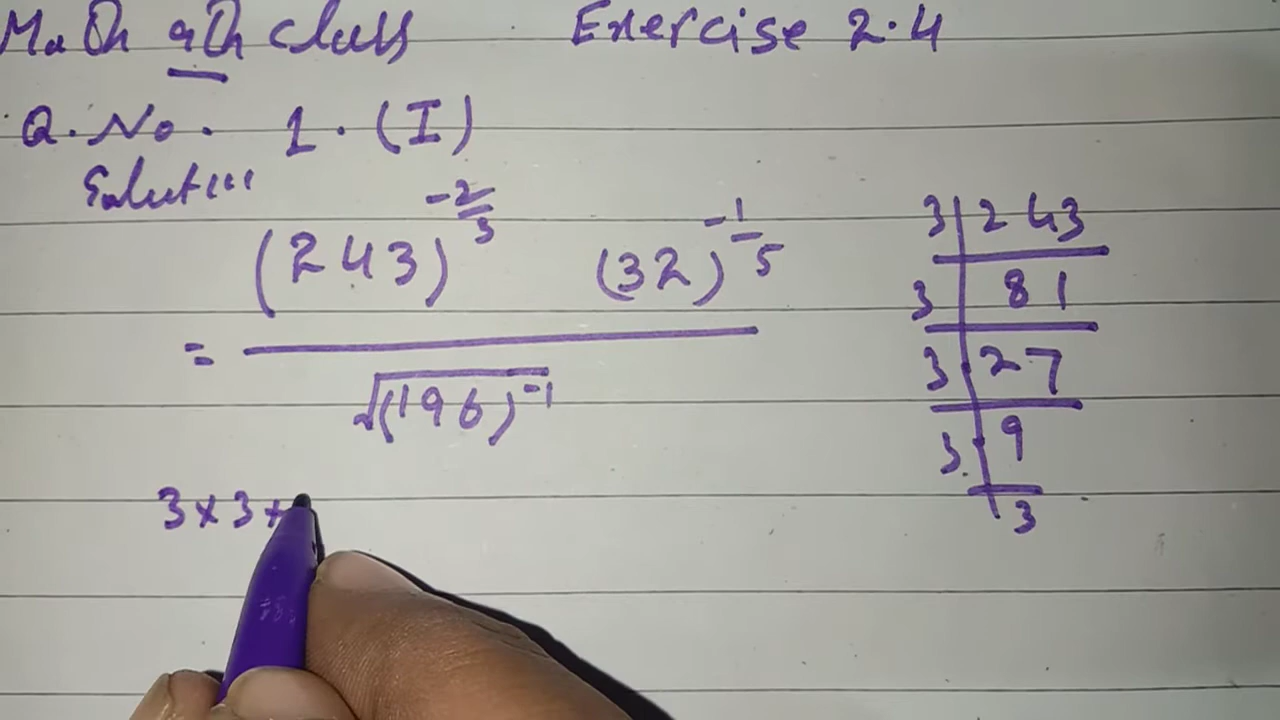 Math 9th class Exercise 2.4
Q.No. 1.(I)
Solution
= (243)^{-2/3} (32)^{-1/5} / √(196)^{-1}
3 | 243
3 | 81
3 | 27
3 | 9
3
3 × 3 ×